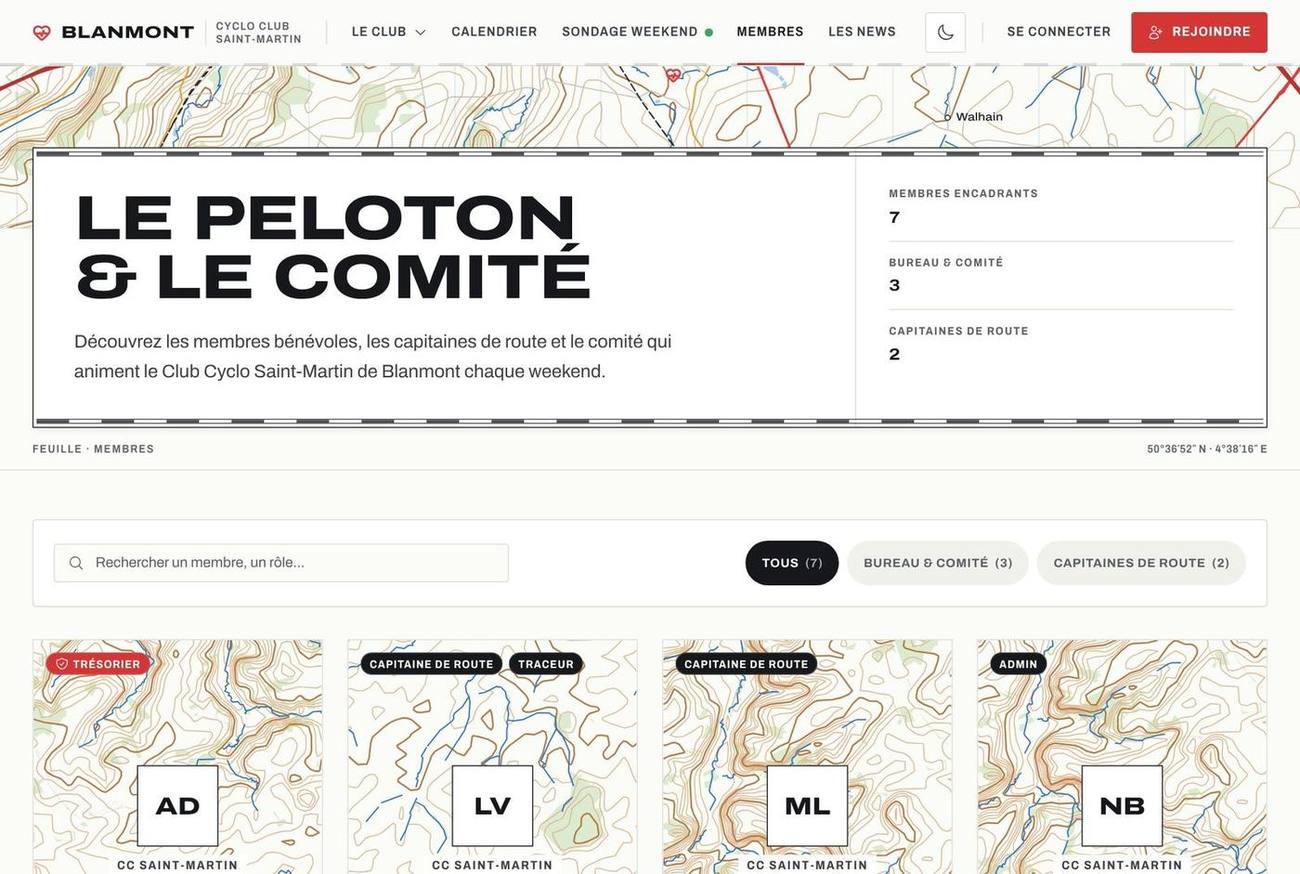 BLANMONT
CYCLO CLUB
SAINT-MARTIN
LE CLUB
CALENDRIER
SONDAGE WEEKEND
MEMBRES
LES NEWS
SE CONNECTER
REJOINDRE
Walhain
LE PELOTON
& LE COMITÉ
Découvrez les membres bénévoles, les capitaines de route et le comité qui
animent le Club Cyclo Saint-Martin de Blanmont chaque weekend.
MEMBRES ENCADRANTS
7
BUREAU & COMITÉ
3
CAPITAINES DE ROUTE
2
FEUILLE · MEMBRES
50°36′52″ N · 4°38′16″ E
Rechercher un membre, un rôle...
TOUS (7)
BUREAU & COMITÉ (3)
CAPITAINES DE ROUTE (2)
TRÉSORIER
AD
CC SAINT-MARTIN
CAPITAINE DE ROUTE
TRACEUR
LV
CC SAINT-MARTIN
CAPITAINE DE ROUTE
ML
CC SAINT-MARTIN
ADMIN
NB
CC SAINT-MARTIN